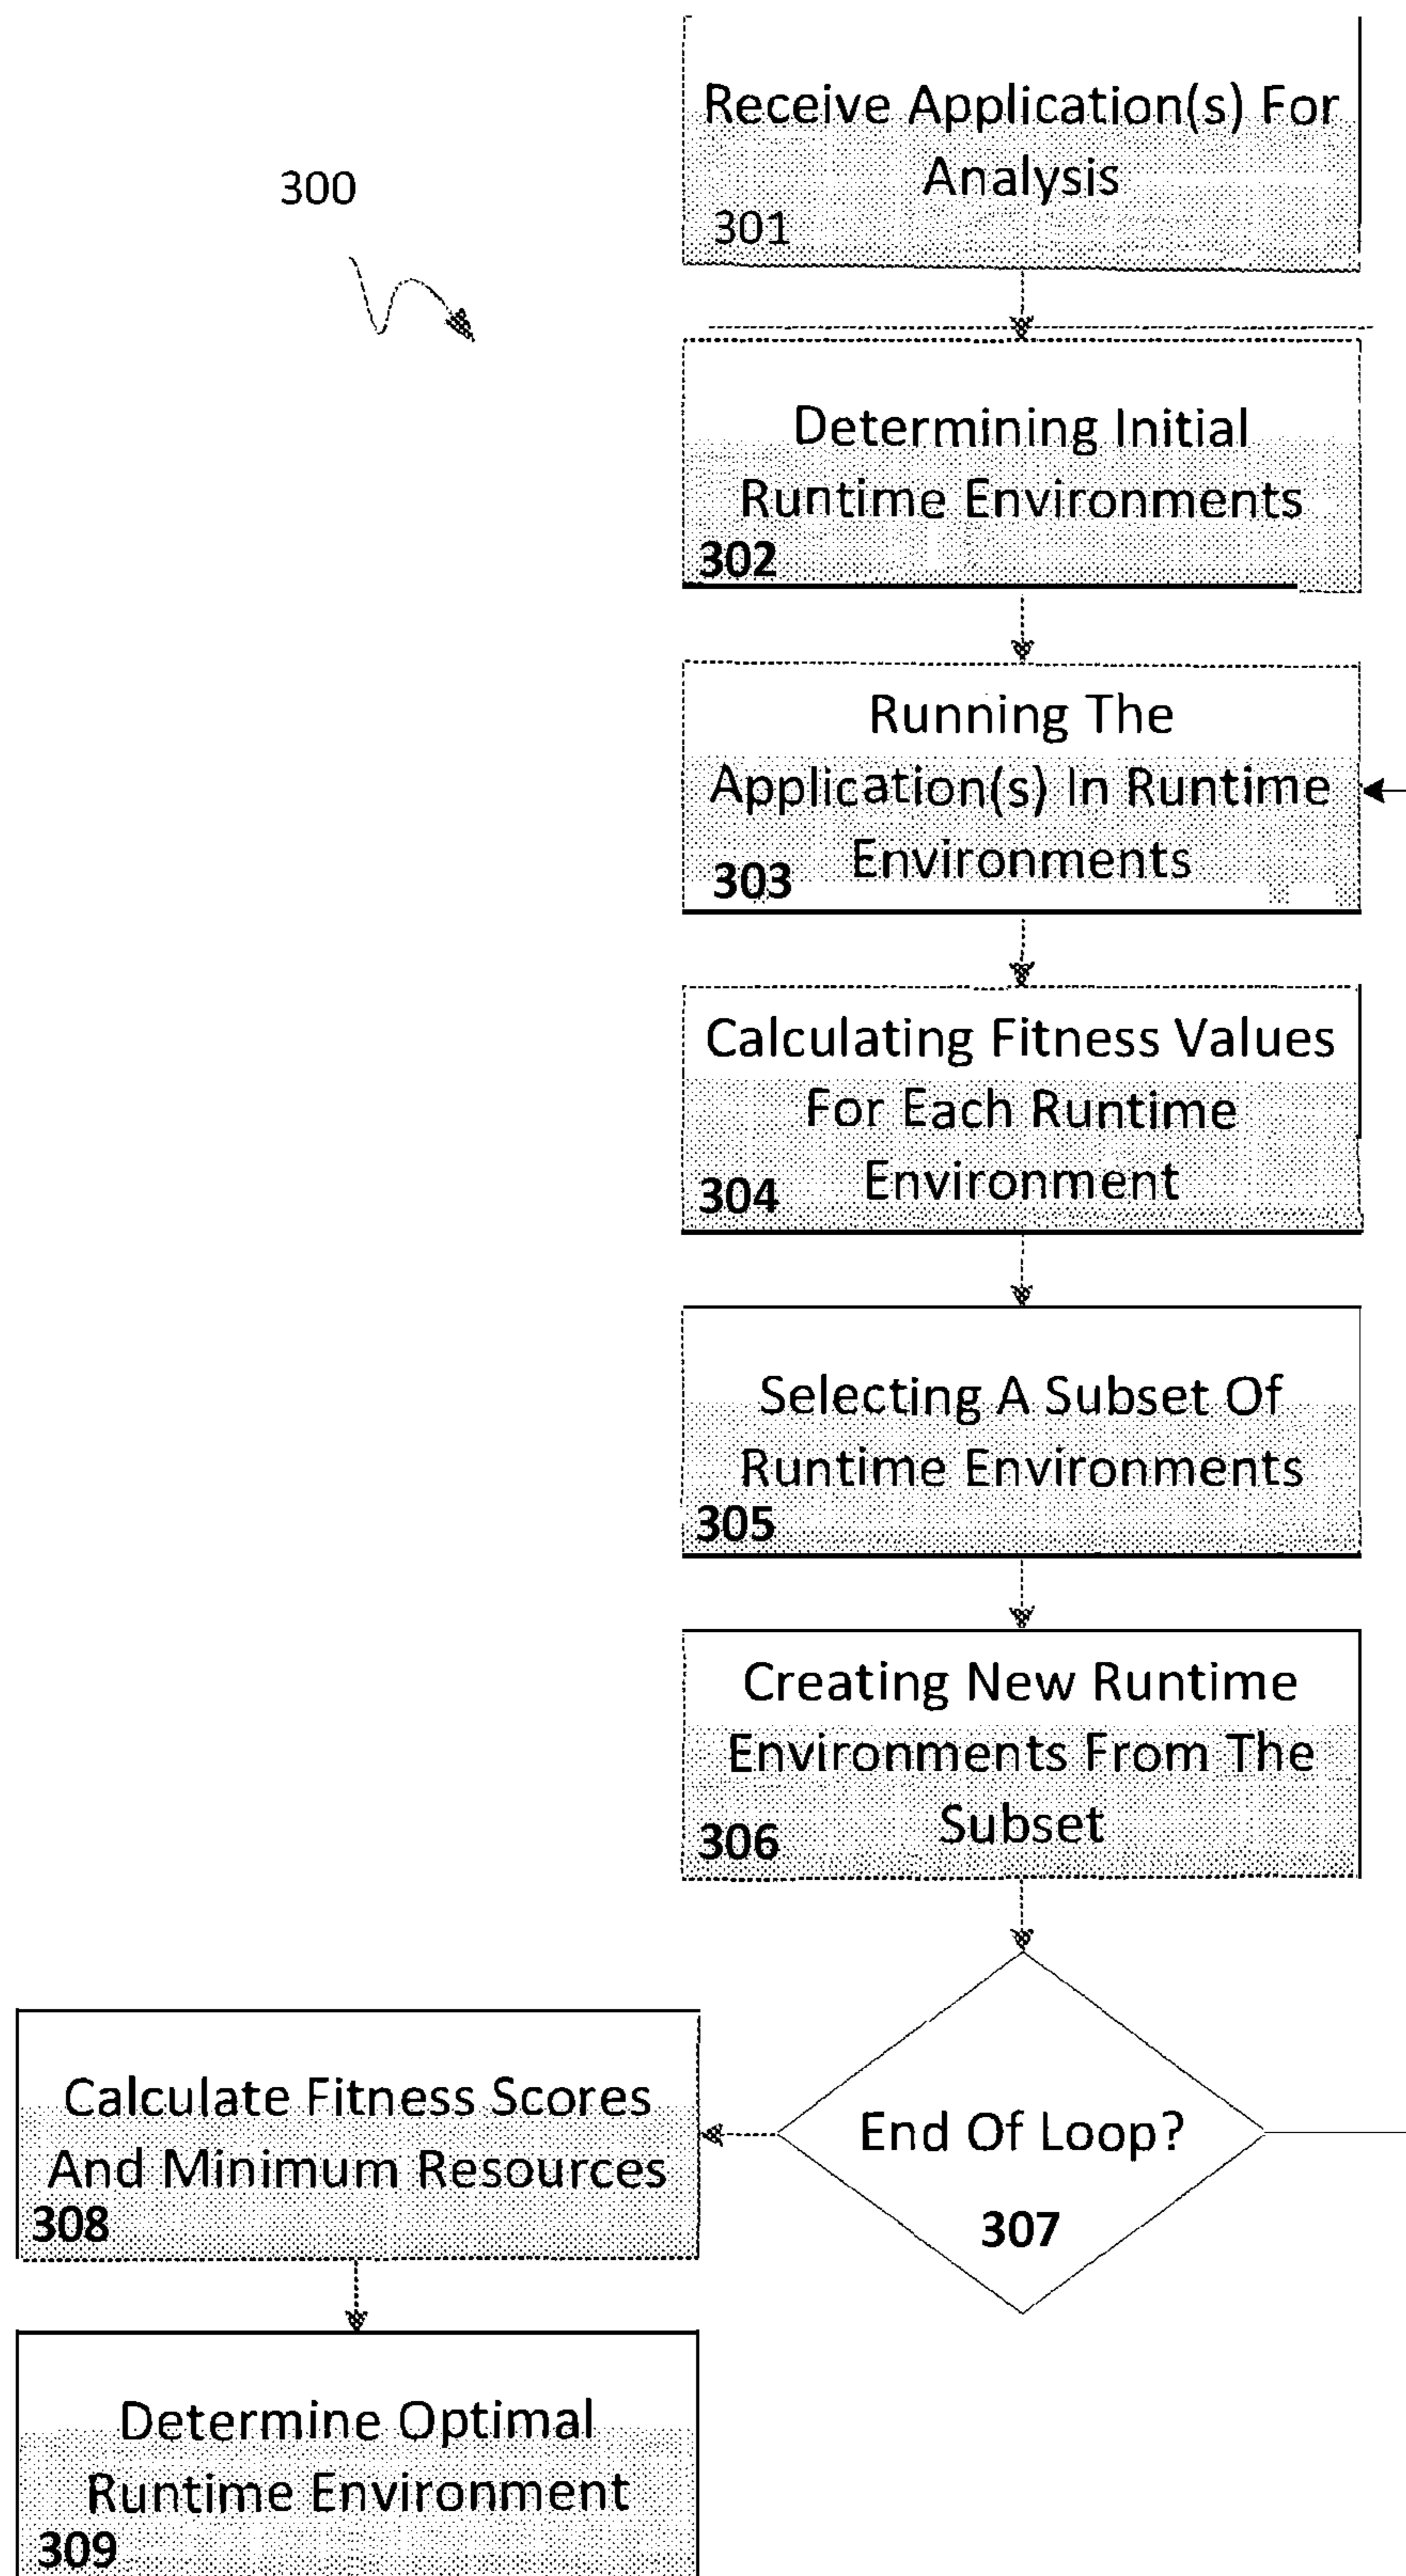 300
Receive Application(s) For
Analysis
301
Determining Initial
Runtime Environments
302
Running The
Application(s) In Runtime
Environments
303
Calculating Fitness Values
For Each Runtime
Environment
304
Selecting A Subset Of
Runtime Environments
305
Creating New Runtime
Environments From The
Subset
306
End Of Loop?
307
Calculate Fitness Scores
And Minimum Resources
308
Determine Optimal
Runtime Environment
309